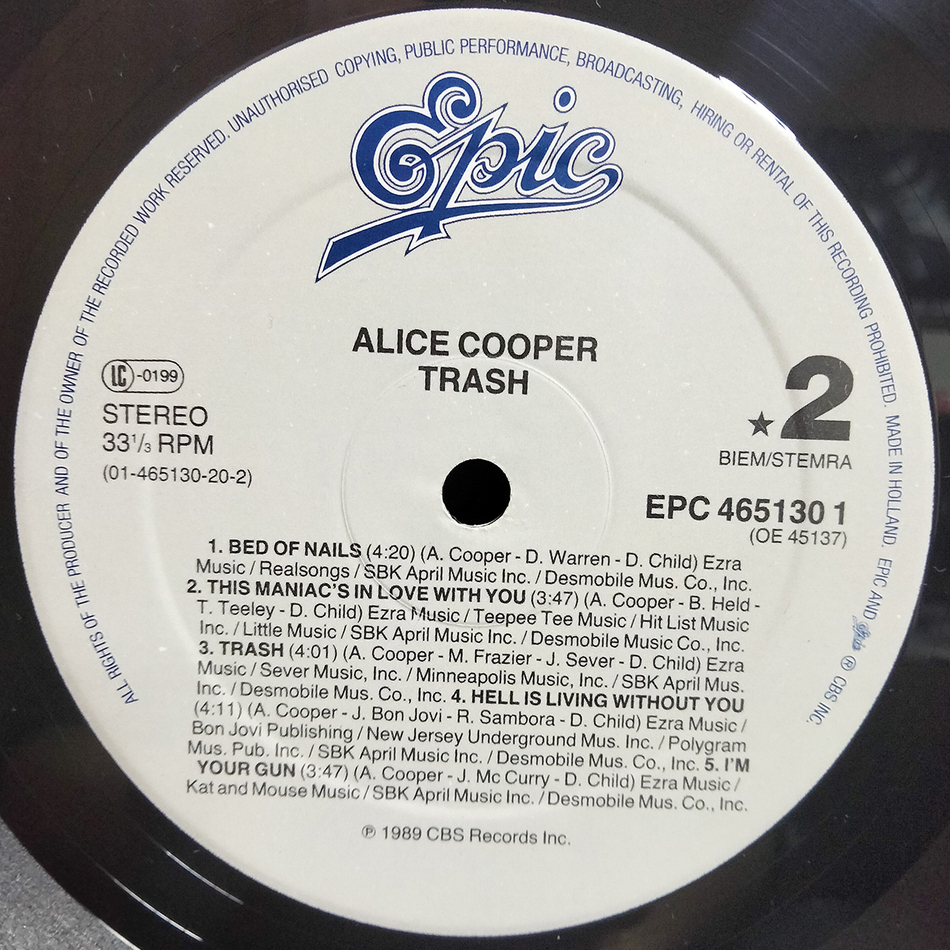 ALL RIGHTS OF THE PRODUCER AND OF THE OWNER OF THE RECORDED WORK RESERVED. UNAUTHORISED COPYING, PUBLIC PERFORMANCE, BROADCASTING, HIRING OR RENTAL OF THIS RECORDING PROHIBITED. MADE IN HOLLAND. EPIC AND Epic ® CBS INC.
Epic
ALICE COOPER
TRASH
LC -0199
STEREO
33 1/3 RPM
(01-465130-20-2)
★2
BIEM/STEMRA
EPC 465130 1
(OE 45137)
1. BED OF NAILS (4:20) (A. Cooper - D. Warren - D. Child) Ezra
Music / Realsongs / SBK April Music Inc. / Desmobile Mus. Co., Inc.
2. THIS MANIAC'S IN LOVE WITH YOU (3:47) (A. Cooper - B. Held -
T. Teeley - D. Child) Ezra Music / Teepee Tee Music / Hit List Music
Inc. / Little Music / SBK April Music Inc. / Desmobile Music Co., Inc.
3. TRASH (4:01) (A. Cooper - M. Frazier - J. Sever - D. Child) Ezra
Music / Sever Music, Inc. / Minneapolis Music, Inc. / SBK April Mus.
Inc. / Desmobile Mus. Co., Inc. 4. HELL IS LIVING WITHOUT YOU
(4:11) (A. Cooper - J. Bon Jovi - R. Sambora - D. Child) Ezra Music /
Bon Jovi Publishing / New Jersey Underground Mus. Inc. / Polygram
Mus. Pub. Inc. / SBK April Music Inc. / Desmobile Mus. Co., Inc. 5. I'M
YOUR GUN (3:47) (A. Cooper - J. Mc Curry - D. Child) Ezra Music /
Kat and Mouse Music / SBK April Music Inc. / Desmobile Mus. Co., Inc.
℗ 1989 CBS Records Inc.